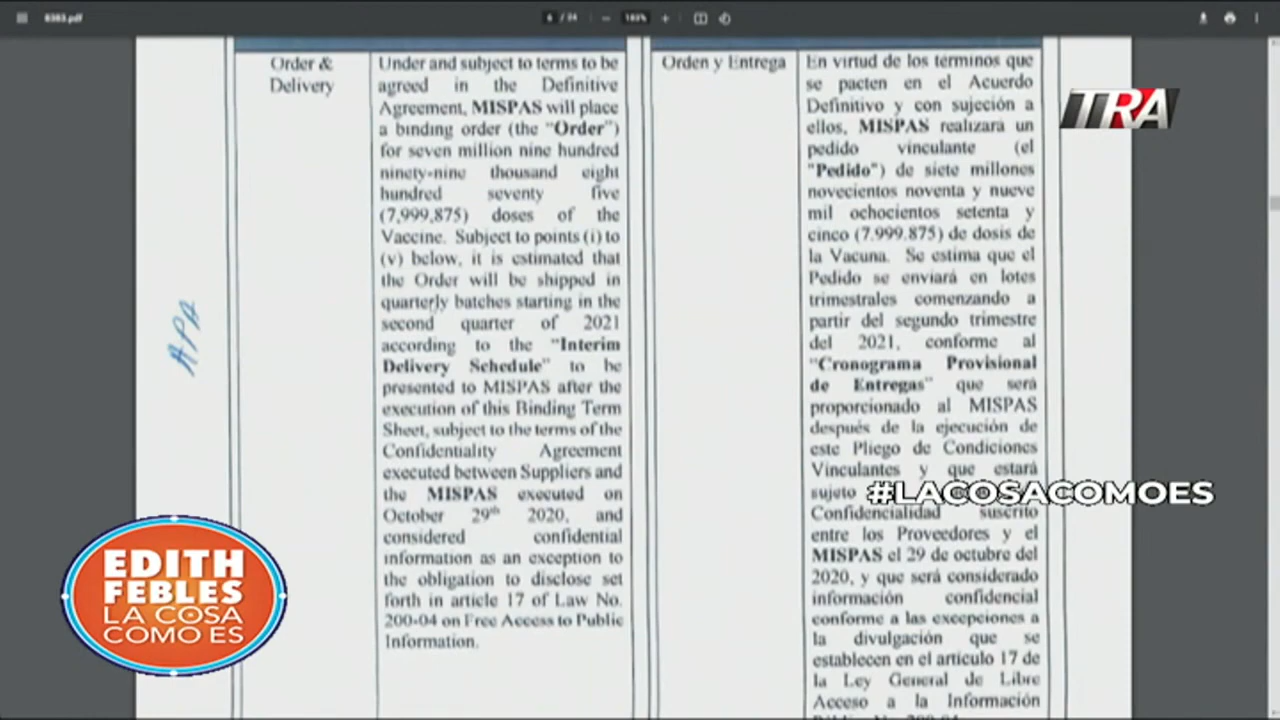 8383.pdf
6 / 24
183%
Order &
Delivery
Under and subject to terms to be
agreed in the Definitive
Agreement, MISPAS will place
a binding order (the “Order”)
for seven million nine hundred
ninety-nine thousand eight
hundred seventy five
(7,999,875) doses of the
Vaccine. Subject to points (i) to
(v) below, it is estimated that
the Order will be shipped in
quarterly batches starting in the
second quarter of 2021
according to the “Interim
Delivery Schedule” to be
presented to MISPAS after the
execution of this Binding Term
Sheet, subject to the terms of the
Confidentiality Agreement
executed between Suppliers and
the MISPAS executed on
October 29th 2020, and
considered confidential
information as an exception to
the obligation to disclose set
forth in article 17 of Law No.
200-04 on Free Access to Public
Information.
Orden y Entrega
En virtud de los términos que
se pacten en el Acuerdo
Definitivo y con sujeción a
ellos, MISPAS realizará un
pedido vinculante (el
"Pedido") de siete millones
novecientos noventa y nueve
mil ochocientos setenta y
cinco (7.999.875) de dosis de
la Vacuna. Se estima que el
Pedido se enviará en lotes
trimestrales comenzando a
partir del segundo trimestre
del 2021, conforme al
“Cronograma Provisional
de Entregas” que será
proporcionado al MISPAS
después de la ejecución de
este Pliego de Condiciones
Vinculantes y que estará
sujeto
Confidencialidad suscrito
entre los Proveedores y el
MISPAS el 29 de octubre del
2020, y que será considerado
información confidencial
conforme a las excepciones a
la divulgación que se
establecen en el artículo 17 de
la Ley General de Libre
Acceso a la Información
APA
TRA
#LACOSACOMOES
EDITH
FEBLES
LA COSA
COMO ES